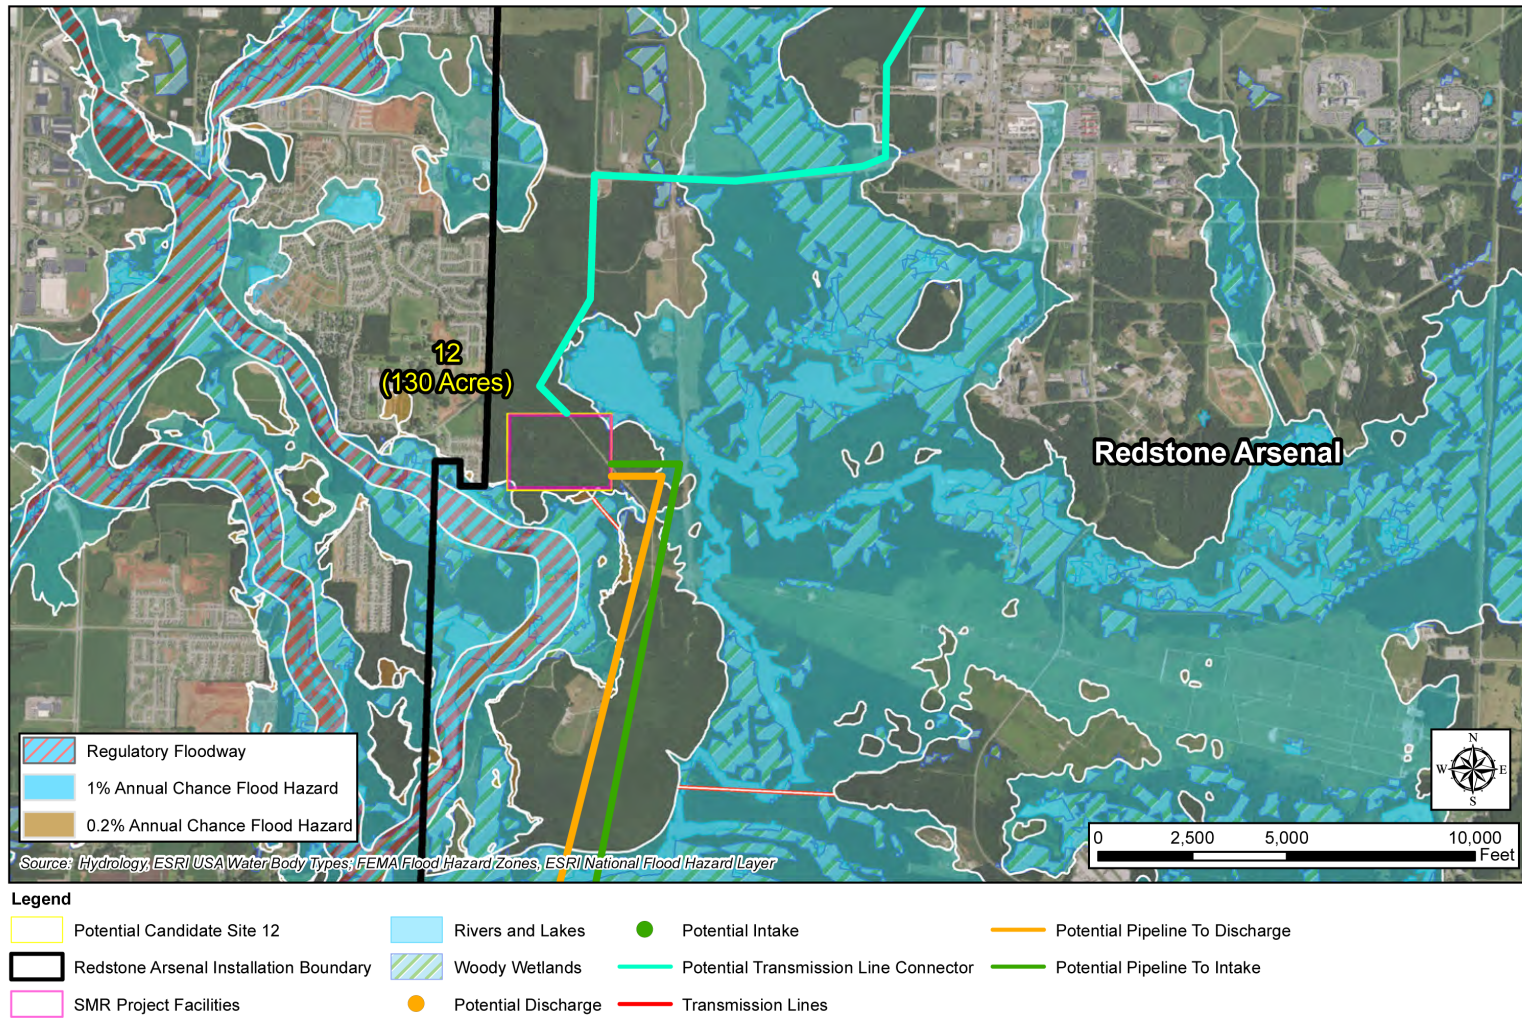 12
(130 Acres)
Redstone Arsenal
Regulatory Floodway
1% Annual Chance Flood Hazard
0.2% Annual Chance Flood Hazard
N
W E
S
0 2,500 5,000 10,000
Feet
Source: Hydrology, ESRI USA Water Body Types; FEMA Flood Hazard Zones, ESRI National Flood Hazard Layer
Legend
Potential Candidate Site 12
Rivers and Lakes
Potential Intake
Potential Pipeline To Discharge
Redstone Arsenal Installation Boundary
Woody Wetlands
Potential Transmission Line Connector
Potential Pipeline To Intake
SMR Project Facilities
Potential Discharge
Transmission Lines